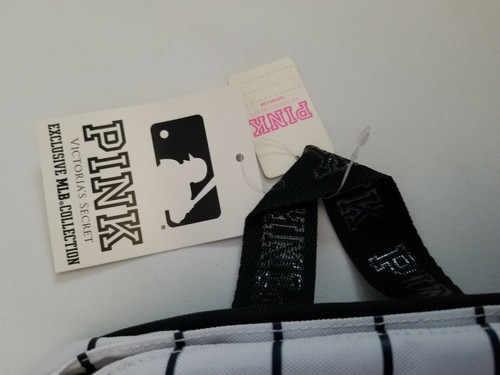 PINK
VICTORIA'S SECRET
EXCLUSIVE MLB® COLLECTION
®
PINK
PINK
PINK